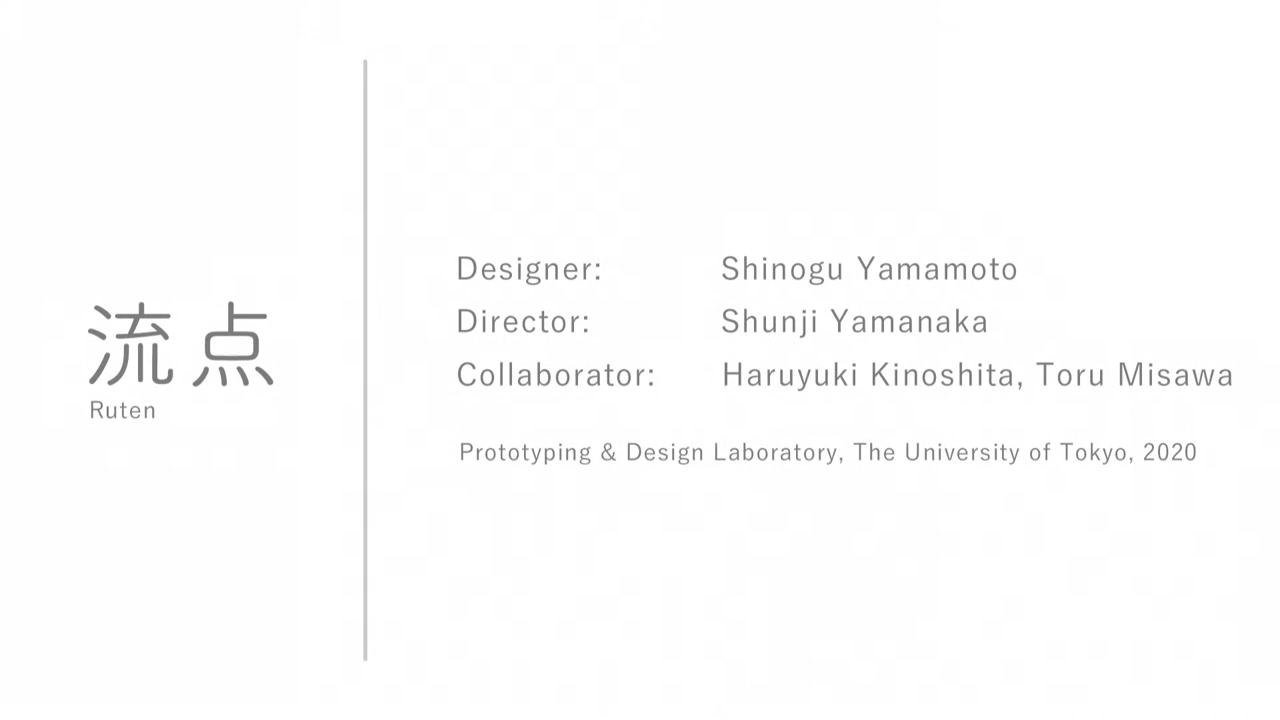 流点
Ruten
Designer: Shinogu Yamamoto
Director: Shunji Yamanaka
Collaborator: Haruyuki Kinoshita, Toru Misawa
Prototyping & Design Laboratory, The University of Tokyo, 2020